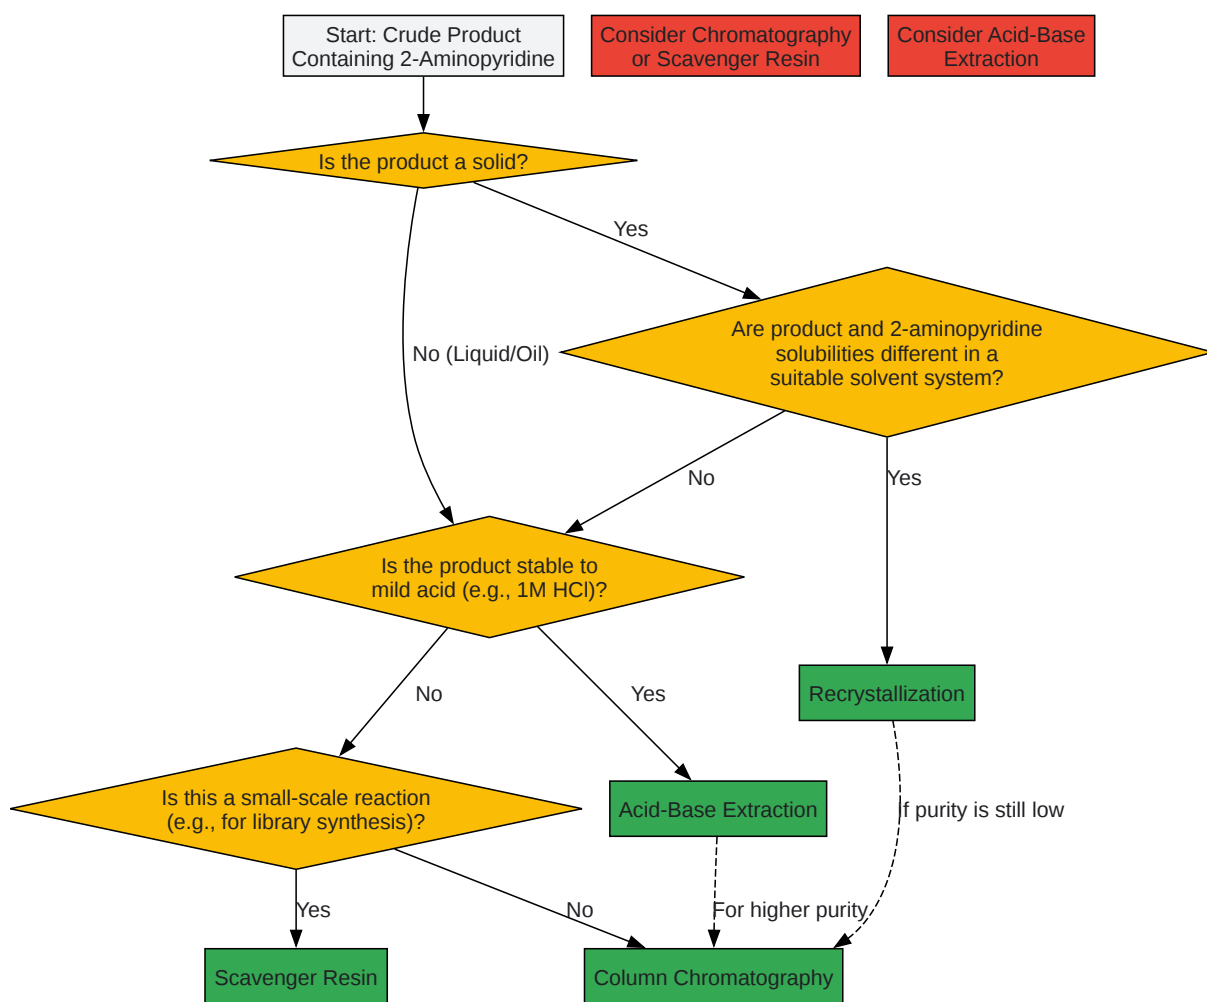 Start: Crude Product
Containing 2-Aminopyridine
Consider Chromatography
or Scavenger Resin
Consider Acid-Base
Extraction
Is the product a solid?
Yes
Are product and 2-aminopyridine
solubilities different in a
suitable solvent system?
No (Liquid/Oil)
No
Yes
Is the product stable to
mild acid (e.g., 1M HCl)?
No
Yes
Recrystallization
Is this a small-scale reaction
(e.g., for library synthesis)?
Acid-Base Extraction
If purity is still low
Yes
No
For higher purity
Scavenger Resin
Column Chromatography